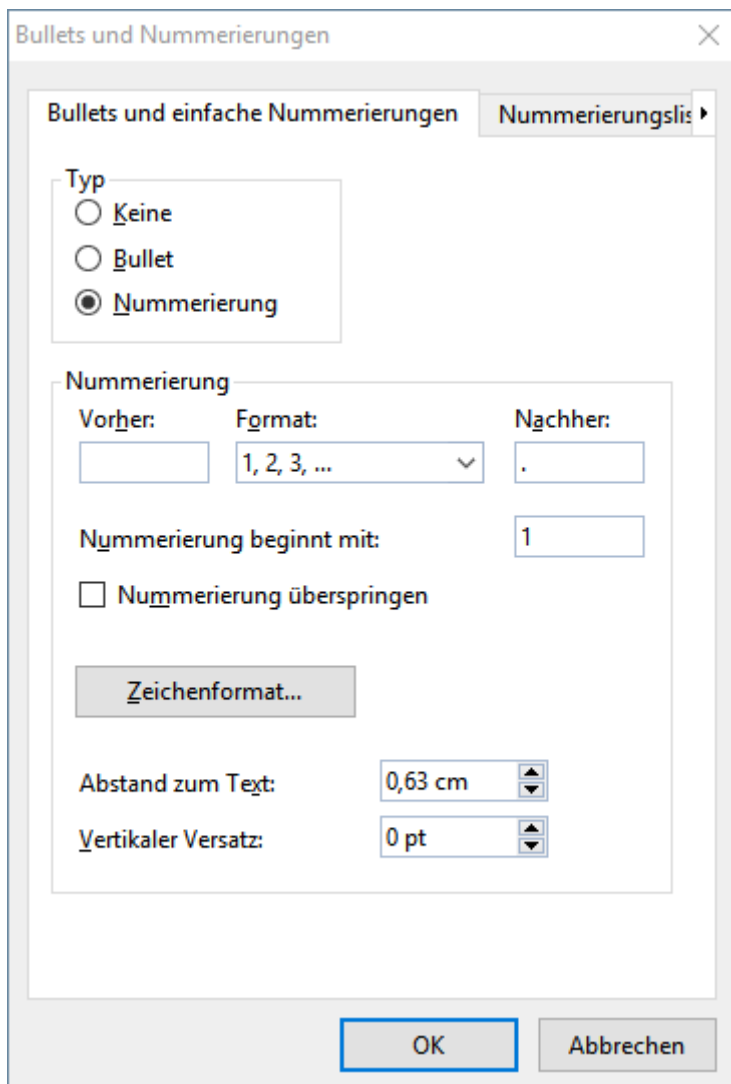 Bullets und Nummerierungen
Bullets und einfache Nummerierungen Nummerierungslis
Typ
Keine
Bullet
Nummerierung
Nummerierung
Vorher: Format: Nachher:
1, 2, 3, ... .
Nummerierung beginnt mit: 1
Nummerierung überspringen
Zeichenformat...
Abstand zum Text: 0,63 cm
Vertikaler Versatz: 0 pt
OK Abbrechen